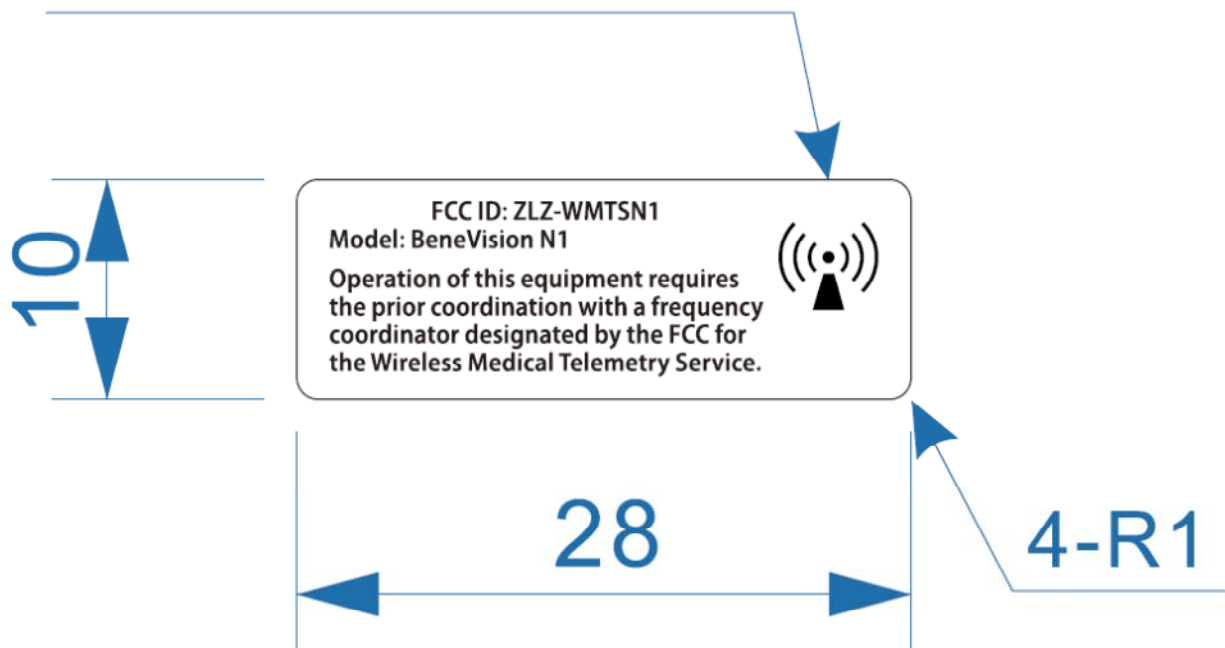 FCC ID: ZLZ-WMTSN1
Model: BeneVision N1
Operation of this equipment requires
the prior coordination with a frequency
coordinator designated by the FCC for
the Wireless Medical Telemetry Service.
10
28
4-R1